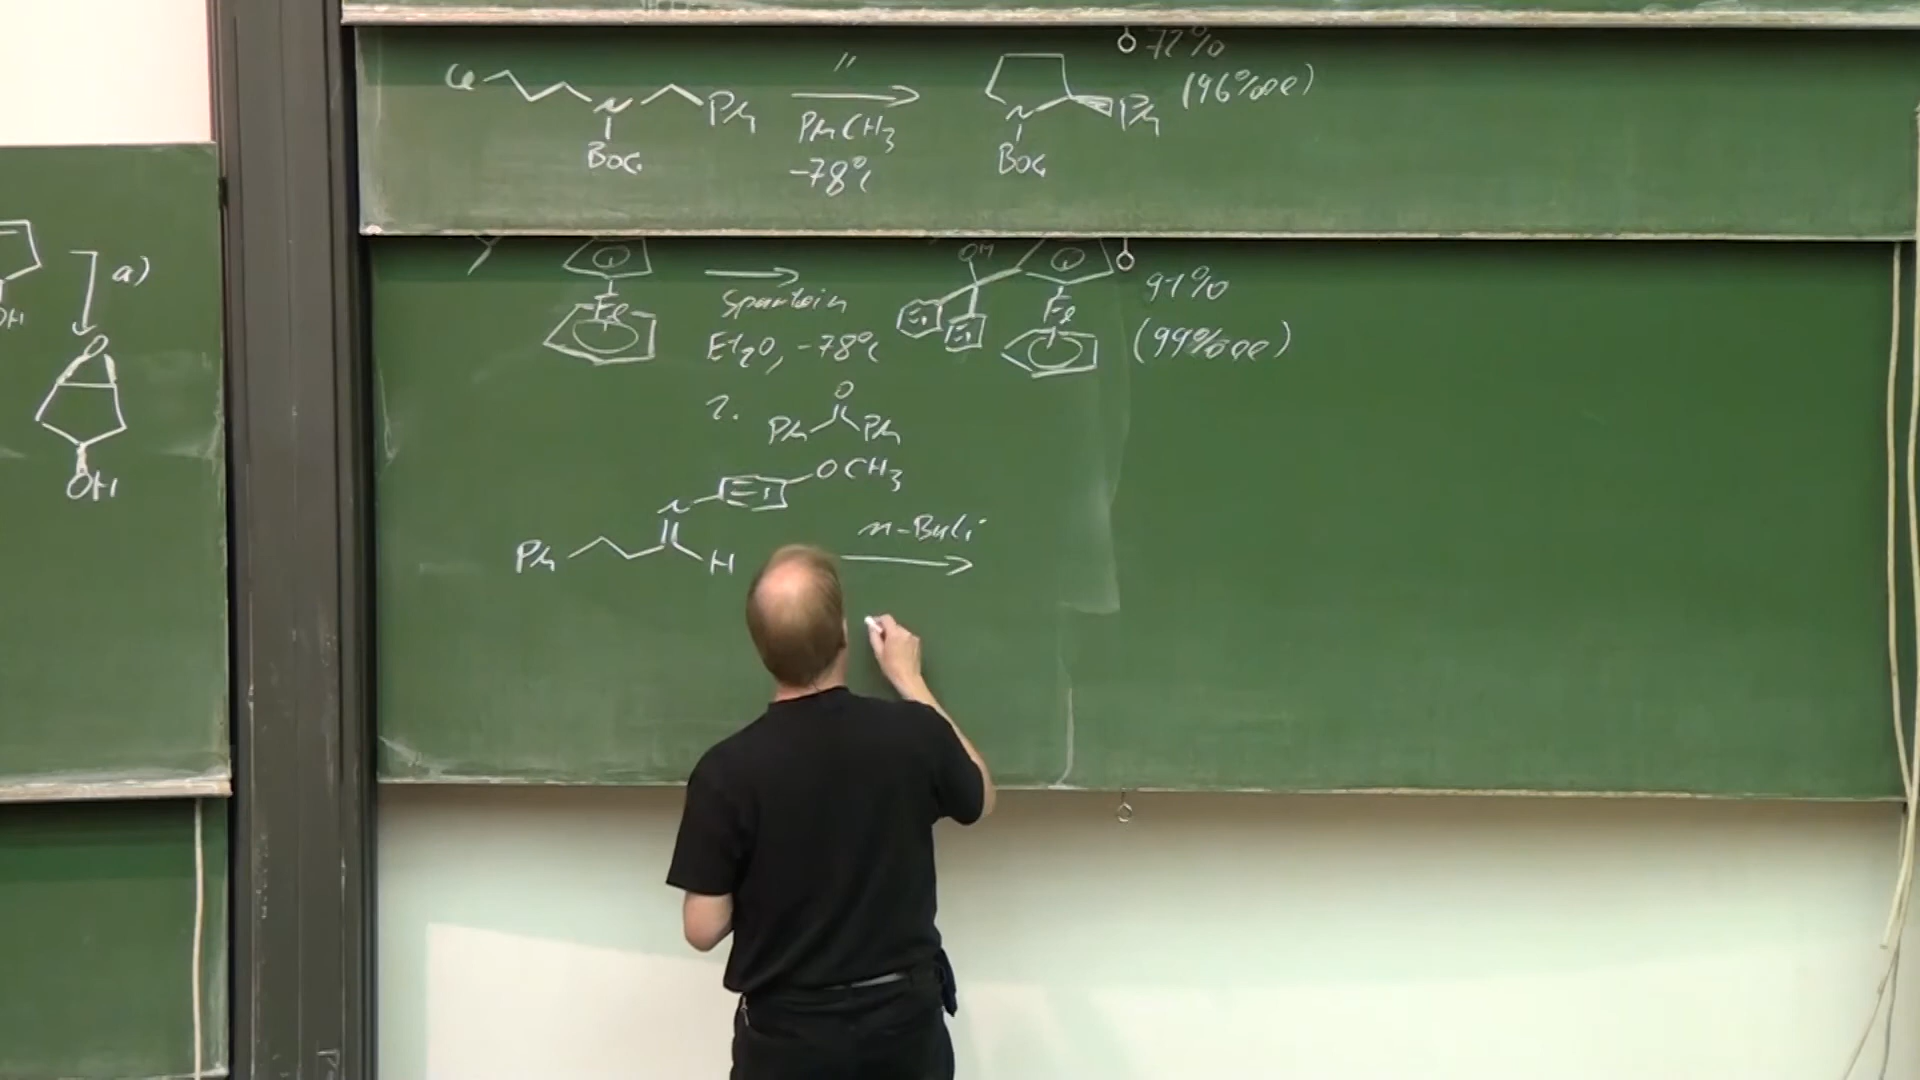 72%
Cl N Ph " N Ph (96% ee)
Boc PhCH3 Boc
-78°C
OH
Fe Spartein Fe 91%
Et2O, -78°C (99% ee)
2. O
Ph Ph
OCH3
N
n-BuLi
Ph H
a)
OH
O
OH